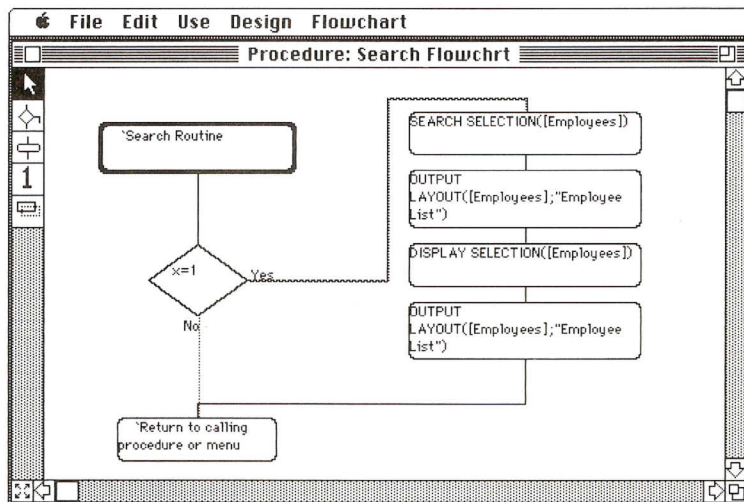 File Edit Use Design Flowchart
Procedure: Search Flowchrt
1
`Search Routine
x=1
Yes
No
`Return to calling
procedure or menu
SEARCH SELECTION([Employees])
OUTPUT
LAYOUT([Employees];"Employee
List")
DISPLAY SELECTION([Employees])
OUTPUT
LAYOUT([Employees];"Employee
List")